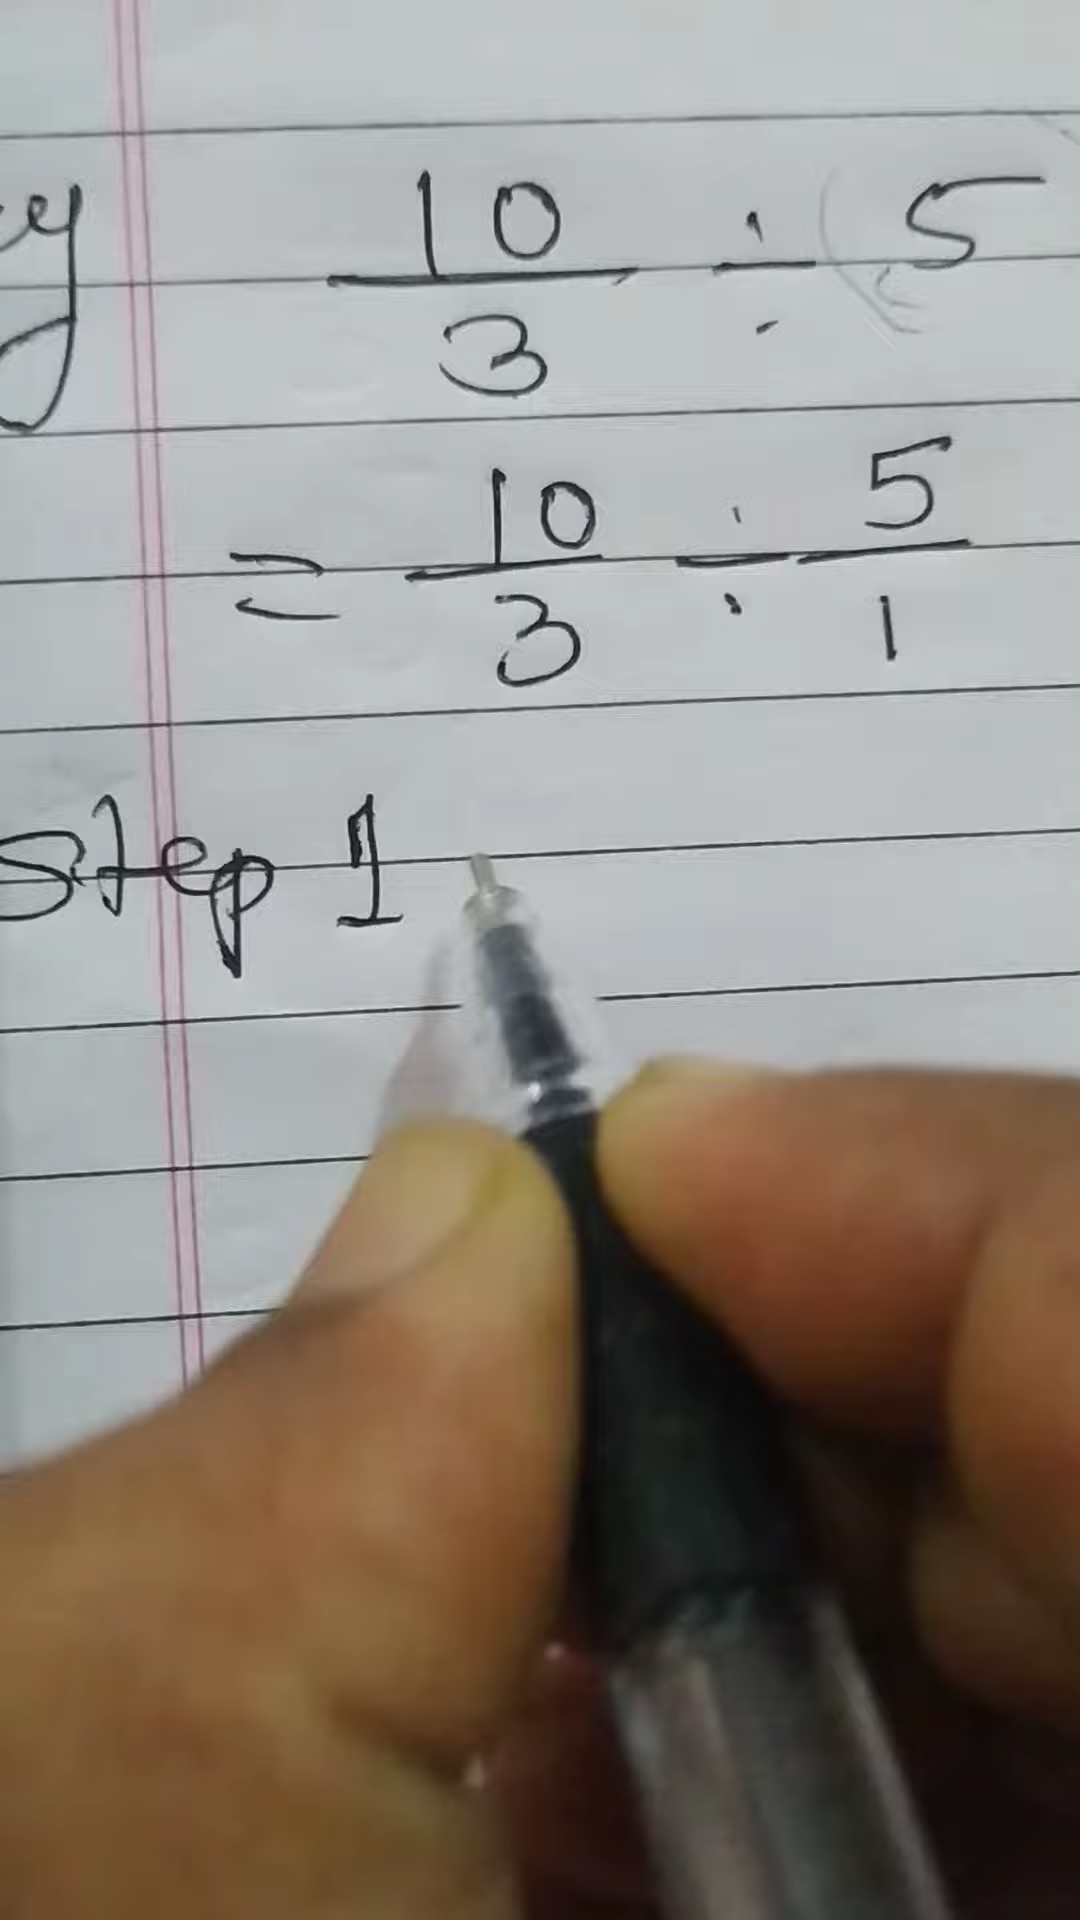 10/3 ÷ 5
= 10/3 ÷ 5/1
step 1